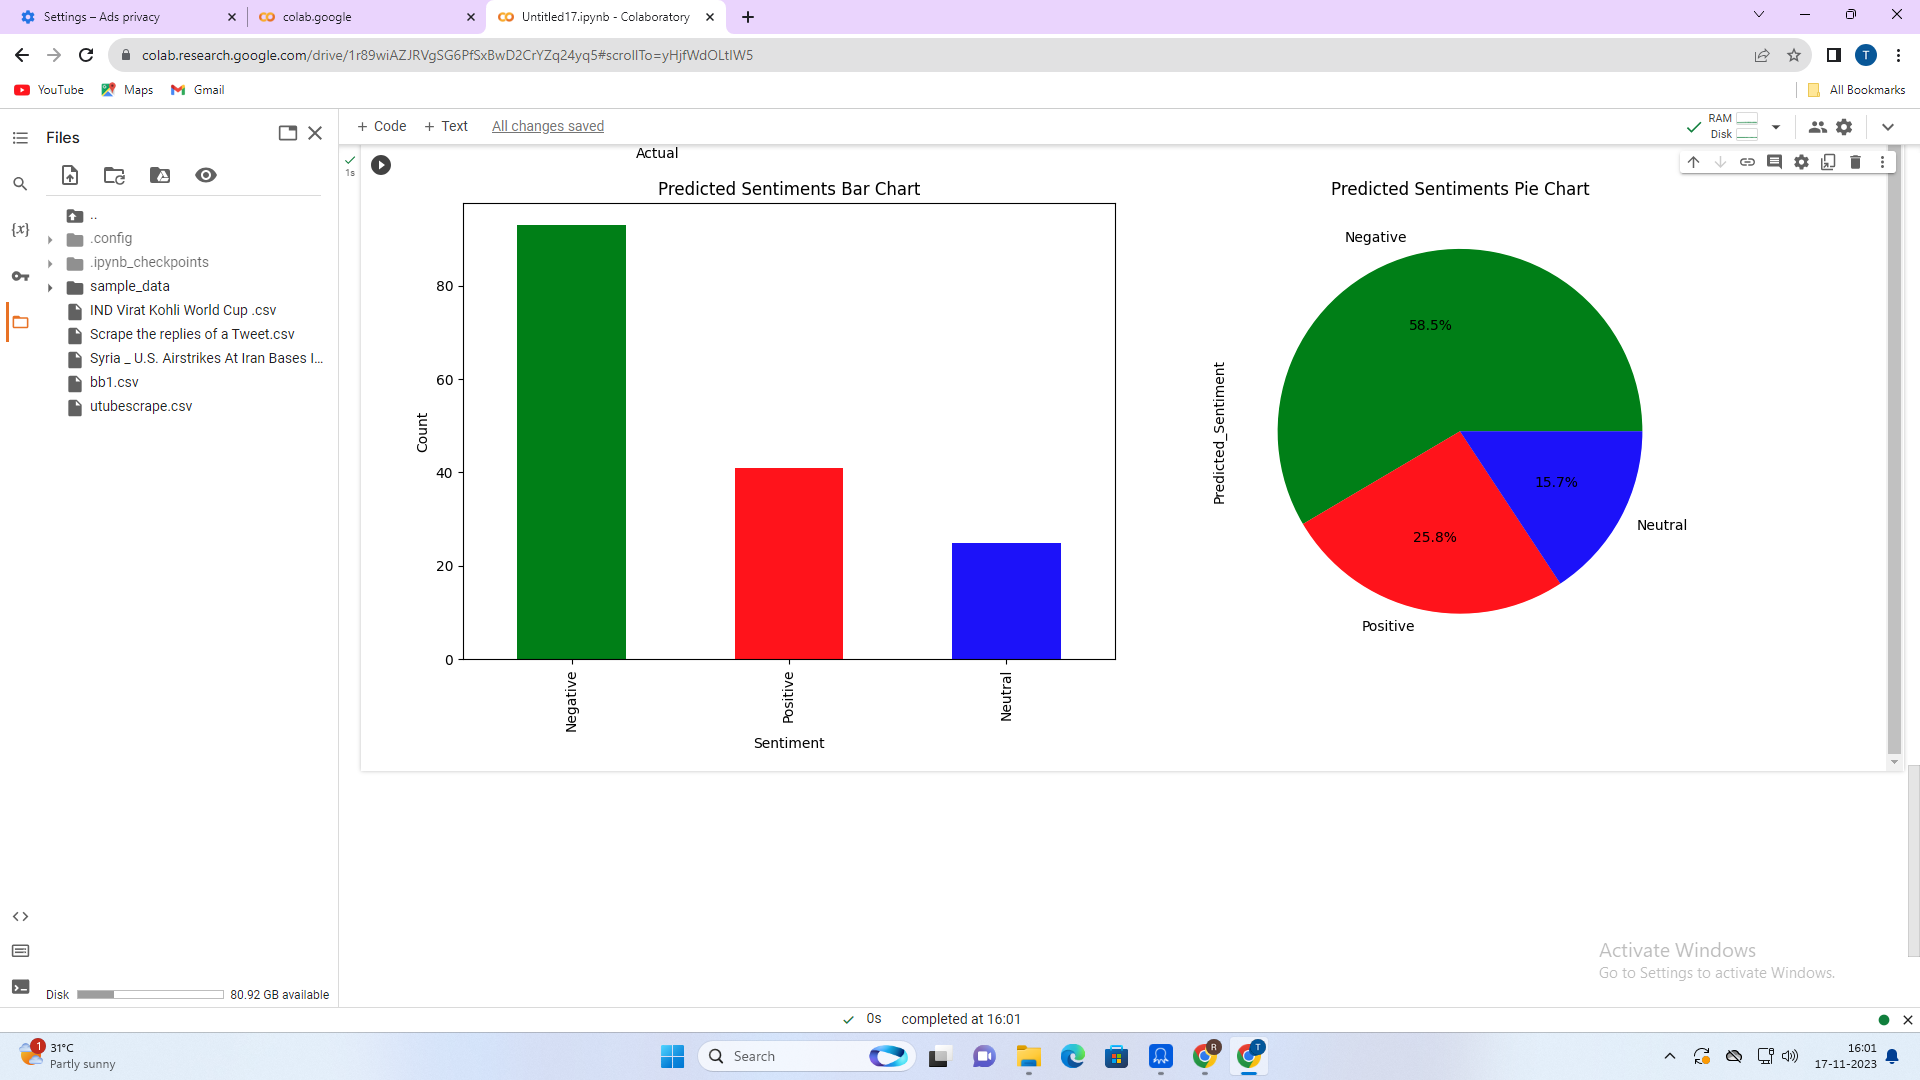 Settings – Ads privacy
colab.google
Untitled17.ipynb - Colaboratory
colab.research.google.com/drive/1r89wiAZJRVgSG6PfSxBwD2CrYZq24yq5#scrollTo=yHjfWdOLtIW5
T
YouTube
Maps
Gmail
All Bookmarks
Files
+ Code
+ Text
All changes saved
RAM
Disk
..
.config
.ipynb_checkpoints
sample_data
IND Virat Kohli World Cup .csv
Scrape the replies of a Tweet.csv
Syria _ U.S. Airstrikes At Iran Bases I...
bb1.csv
utubescrape.csv
{x}
1s
Actual
Predicted Sentiments Bar Chart
80
60
40
20
0
Count
Negative
Positive
Neutral
Sentiment
Predicted Sentiments Pie Chart
Negative
58.5%
Predicted_Sentiment
15.7%
Neutral
25.8%
Positive
Activate Windows
Go to Settings to activate Windows.
Disk
80.92 GB available
0s
completed at 16:01
1
31°C
Partly sunny
Search
R
T
16:01
17-11-2023